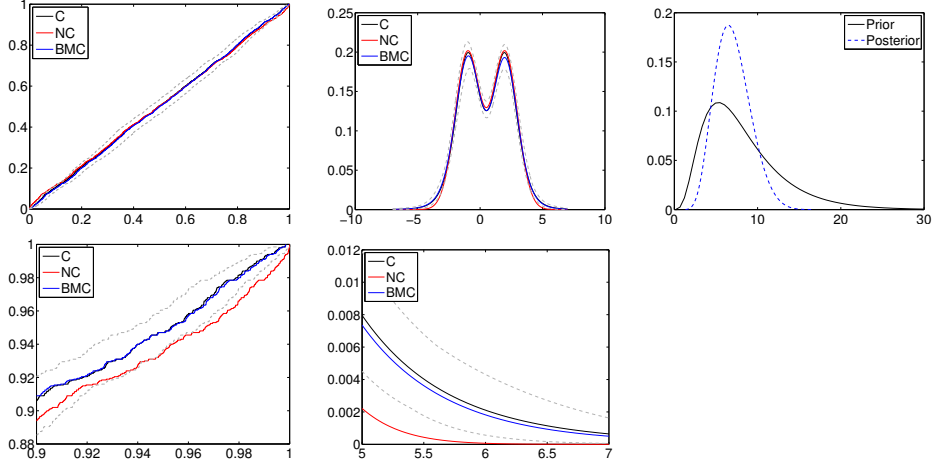 1
0.8
0.6
0.4
0.2
0
0 0.2 0.4 0.6 0.8 1
C
NC
BMC
0.25
0.2
0.15
0.1
0.05
0
−10 −5 0 5 10
C
NC
BMC
0.2
0.15
0.1
0.05
0
0 10 20 30
Prior
Posterior
1
0.98
0.96
0.94
0.92
0.9
0.88
0.9 0.92 0.94 0.96 0.98 1
C
NC
BMC
0.012
0.01
0.008
0.006
0.004
0.002
0
5 5.5 6 6.5 7
C
NC
BMC